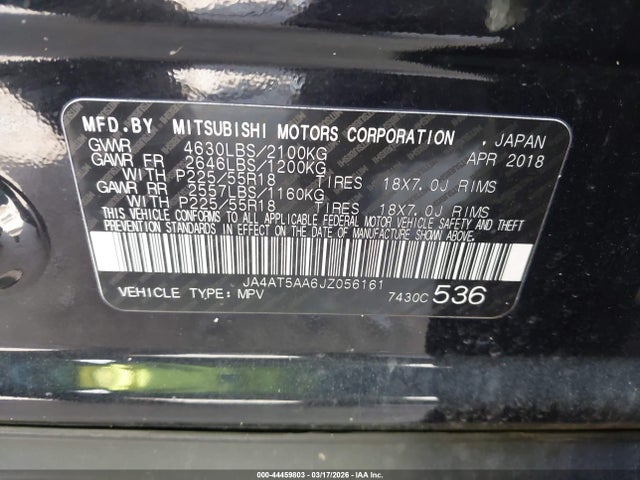 MFD.BY MITSUBISHI MOTORS CORPORATION , JAPAN
GVWR 4630LBS/2100KG APR 2018
GAWR FR 2646LBS/1200KG
WITH P225/55R18 TIRES 18X7.0J RIMS
GAWR RR 2557LBS/1160KG
WITH P225/55R18 TIRES 18X7.0J RIMS
THIS VEHICLE CONFORMS TO ALL APPLICABLE FEDERAL MOTOR VEHICLE SAFETY AND THEFT
PREVENTION STANDARDS IN EFFECT ON THE DATE OF MANUFACTURE SHOWN ABOVE.
JA4AT5AA6JZ056161
VEHICLE TYPE: MPV 7430C 536
000-44459803 - 03/17/2026 - IAAHC